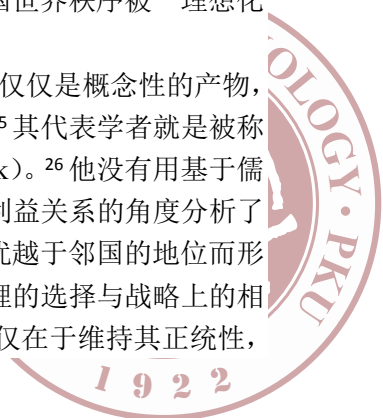 国世界秩序被“理想化
仅仅是概念性的产物，
²⁵ 其代表学者就是被称
x）。²⁶ 他没有用基于儒
利益关系的角度分析了
优越于邻国的地位而形
理的选择与战略上的相
仅在于维持其正统性，
OLOGY · PKU
1922